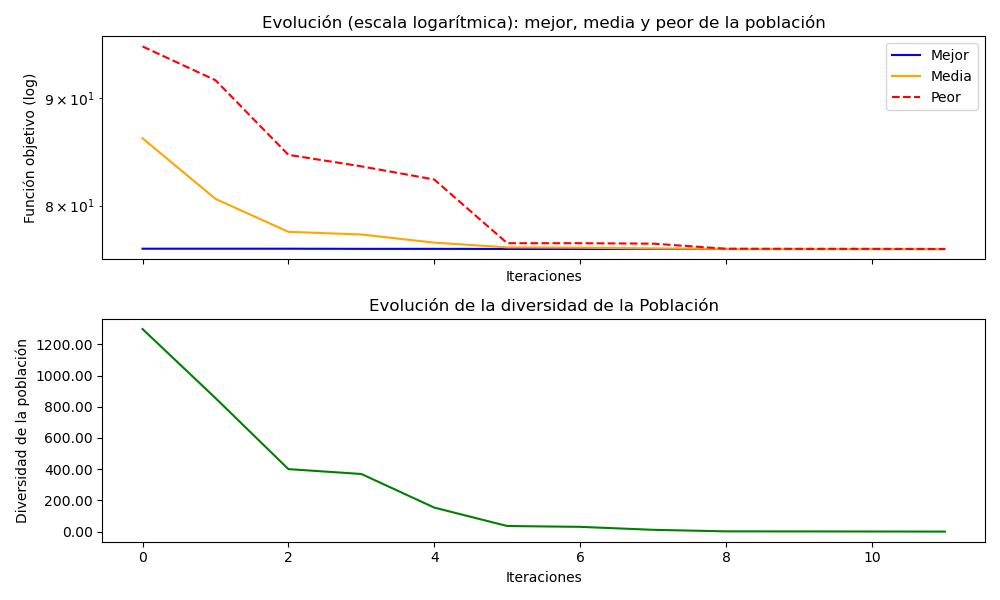 Evolución (escala logarítmica): mejor, media y peor de la población
Función objetivo (log)
9 × 10¹
8 × 10¹
Mejor
Media
Peor
Iteraciones
Evolución de la diversidad de la Población
Diversidad de la población
1200.00
1000.00
800.00
600.00
400.00
200.00
0.00
0 2 4 6 8 10
Iteraciones